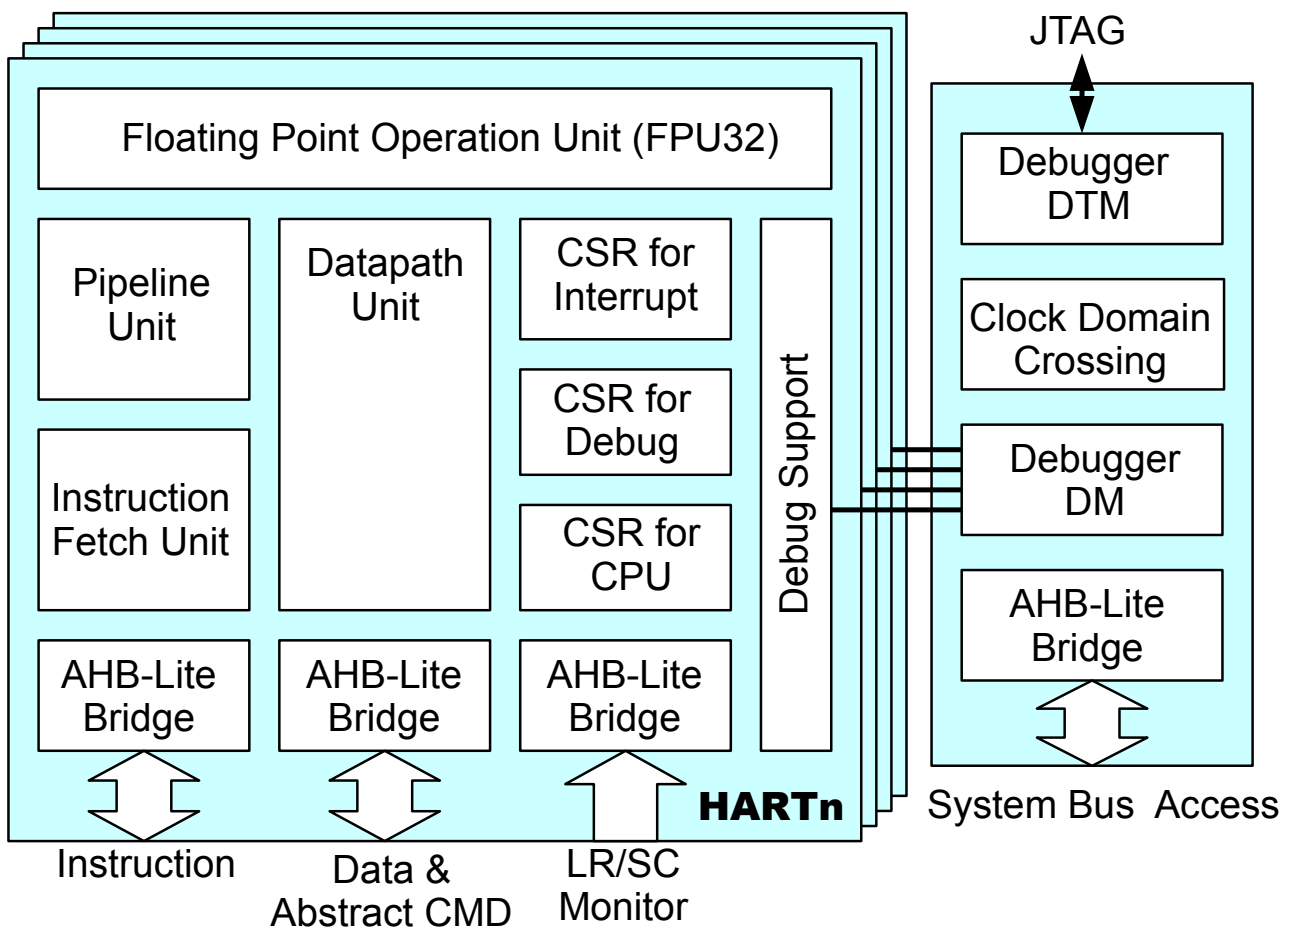 JTAG
Floating Point Operation Unit (FPU32)
Pipeline
Unit
Datapath
Unit
CSR for
Interrupt
CSR for
Debug
CSR for
CPU
Instruction
Fetch Unit
Debug Support
AHB-Lite
Bridge
AHB-Lite
Bridge
AHB-Lite
Bridge
HARTn
Instruction
Data &
Abstract CMD
LR/SC
Monitor
Debugger
DTM
Clock Domain
Crossing
Debugger
DM
AHB-Lite
Bridge
System Bus Access